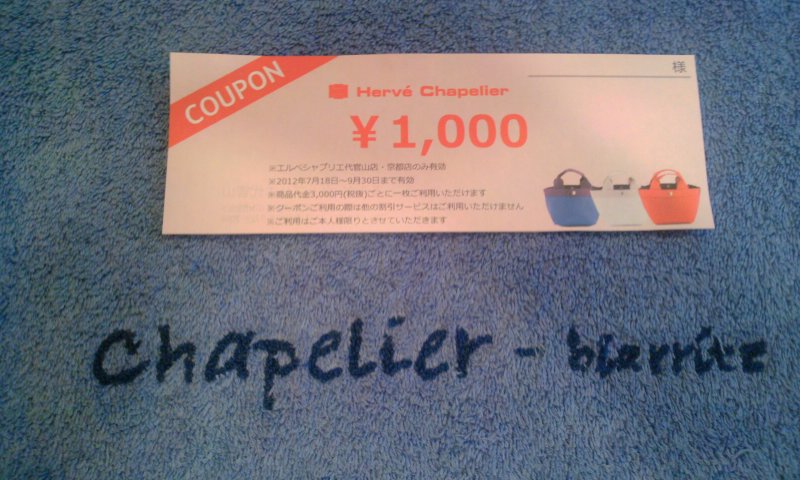 COUPON
様
Hervé Chapelier
￥1,000
※エルベシャプリエ代官山店・京都店のみ有効
※2012年7月18日～9月30日まで有効
※商品代金3,000円(税抜)ごとに一枚ご利用いただけます
※クーポンご利用の際は他の割引サービスはご利用いただけません
※ご利用はご本人様限りとさせていただきます
chapelier - biarritz